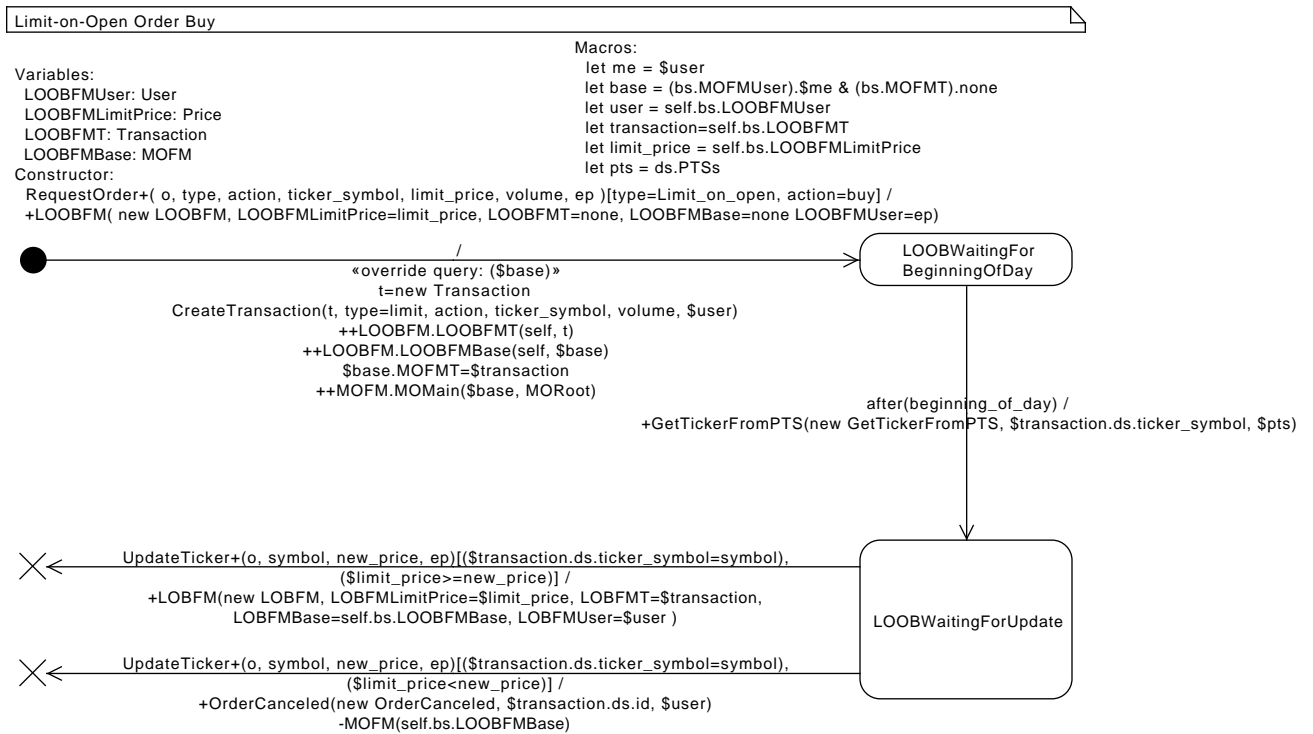 Limit-on-Open Order Buy
Variables:
LOOBFMUser: User
LOOBFMLimitPrice: Price
LOOBFMT: Transaction
LOOBFMBase: MOFM
Macros:
let me = $user
let base = (bs.MOFMUser).$me & (bs.MOFMT).none
let user = self.bs.LOOBFMUser
let transaction=self.bs.LOOBFMT
let limit_price = self.bs.LOOBFMLimitPrice
let pts = ds.PTSs
Constructor:
RequestOrder+( o, type, action, ticker_symbol, limit_price, volume, ep )[type=Limit_on_open, action=buy] /
+LOOBFM( new LOOBFM, LOOBFMLimitPrice=limit_price, LOOBFMT=none, LOOBFMBase=none LOOBFMUser=ep)
/
«override query: ($base)»
t=new Transaction
CreateTransaction(t, type=limit, action, ticker_symbol, volume, $user)
++LOOBFM.LOOBFMT(self, t)
++LOOBFM.LOOBFMBase(self, $base)
$base.MOFMT=$transaction
++MOFM.MOMain($base, MORoot)
LOOBWaitingFor
BeginningOfDay
after(beginning_of_day) /
+GetTickerFromPTS(new GetTickerFromPTS, $transaction.ds.ticker_symbol, $pts)
UpdateTicker+(o, symbol, new_price, ep)[($transaction.ds.ticker_symbol=symbol),
($limit_price>=new_price)] /
+LOBFM(new LOBFM, LOBFMLimitPrice=$limit_price, LOBFMT=$transaction,
LOBFMBase=self.bs.LOOBFMBase, LOBFMUser=$user )
LOOBWaitingForUpdate
UpdateTicker+(o, symbol, new_price, ep)[($transaction.ds.ticker_symbol=symbol),
($limit_price<new_price)] /
+OrderCanceled(new OrderCanceled, $transaction.ds.id, $user)
-MOFM(self.bs.LOOBFMBase)